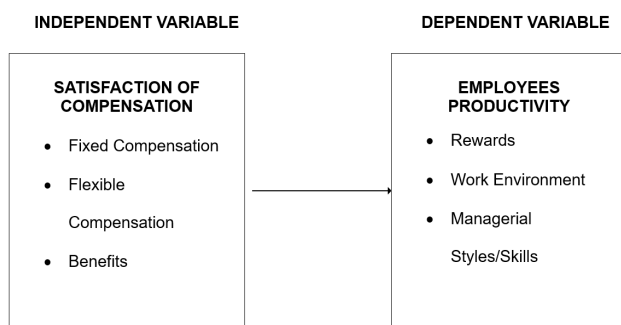 INDEPENDENT VARIABLE
DEPENDENT VARIABLE
SATISFACTION OF
COMPENSATION
• Fixed Compensation
• Flexible
Compensation
• Benefits
EMPLOYEES
PRODUCTIVITY
• Rewards
• Work Environment
• Managerial
Styles/Skills